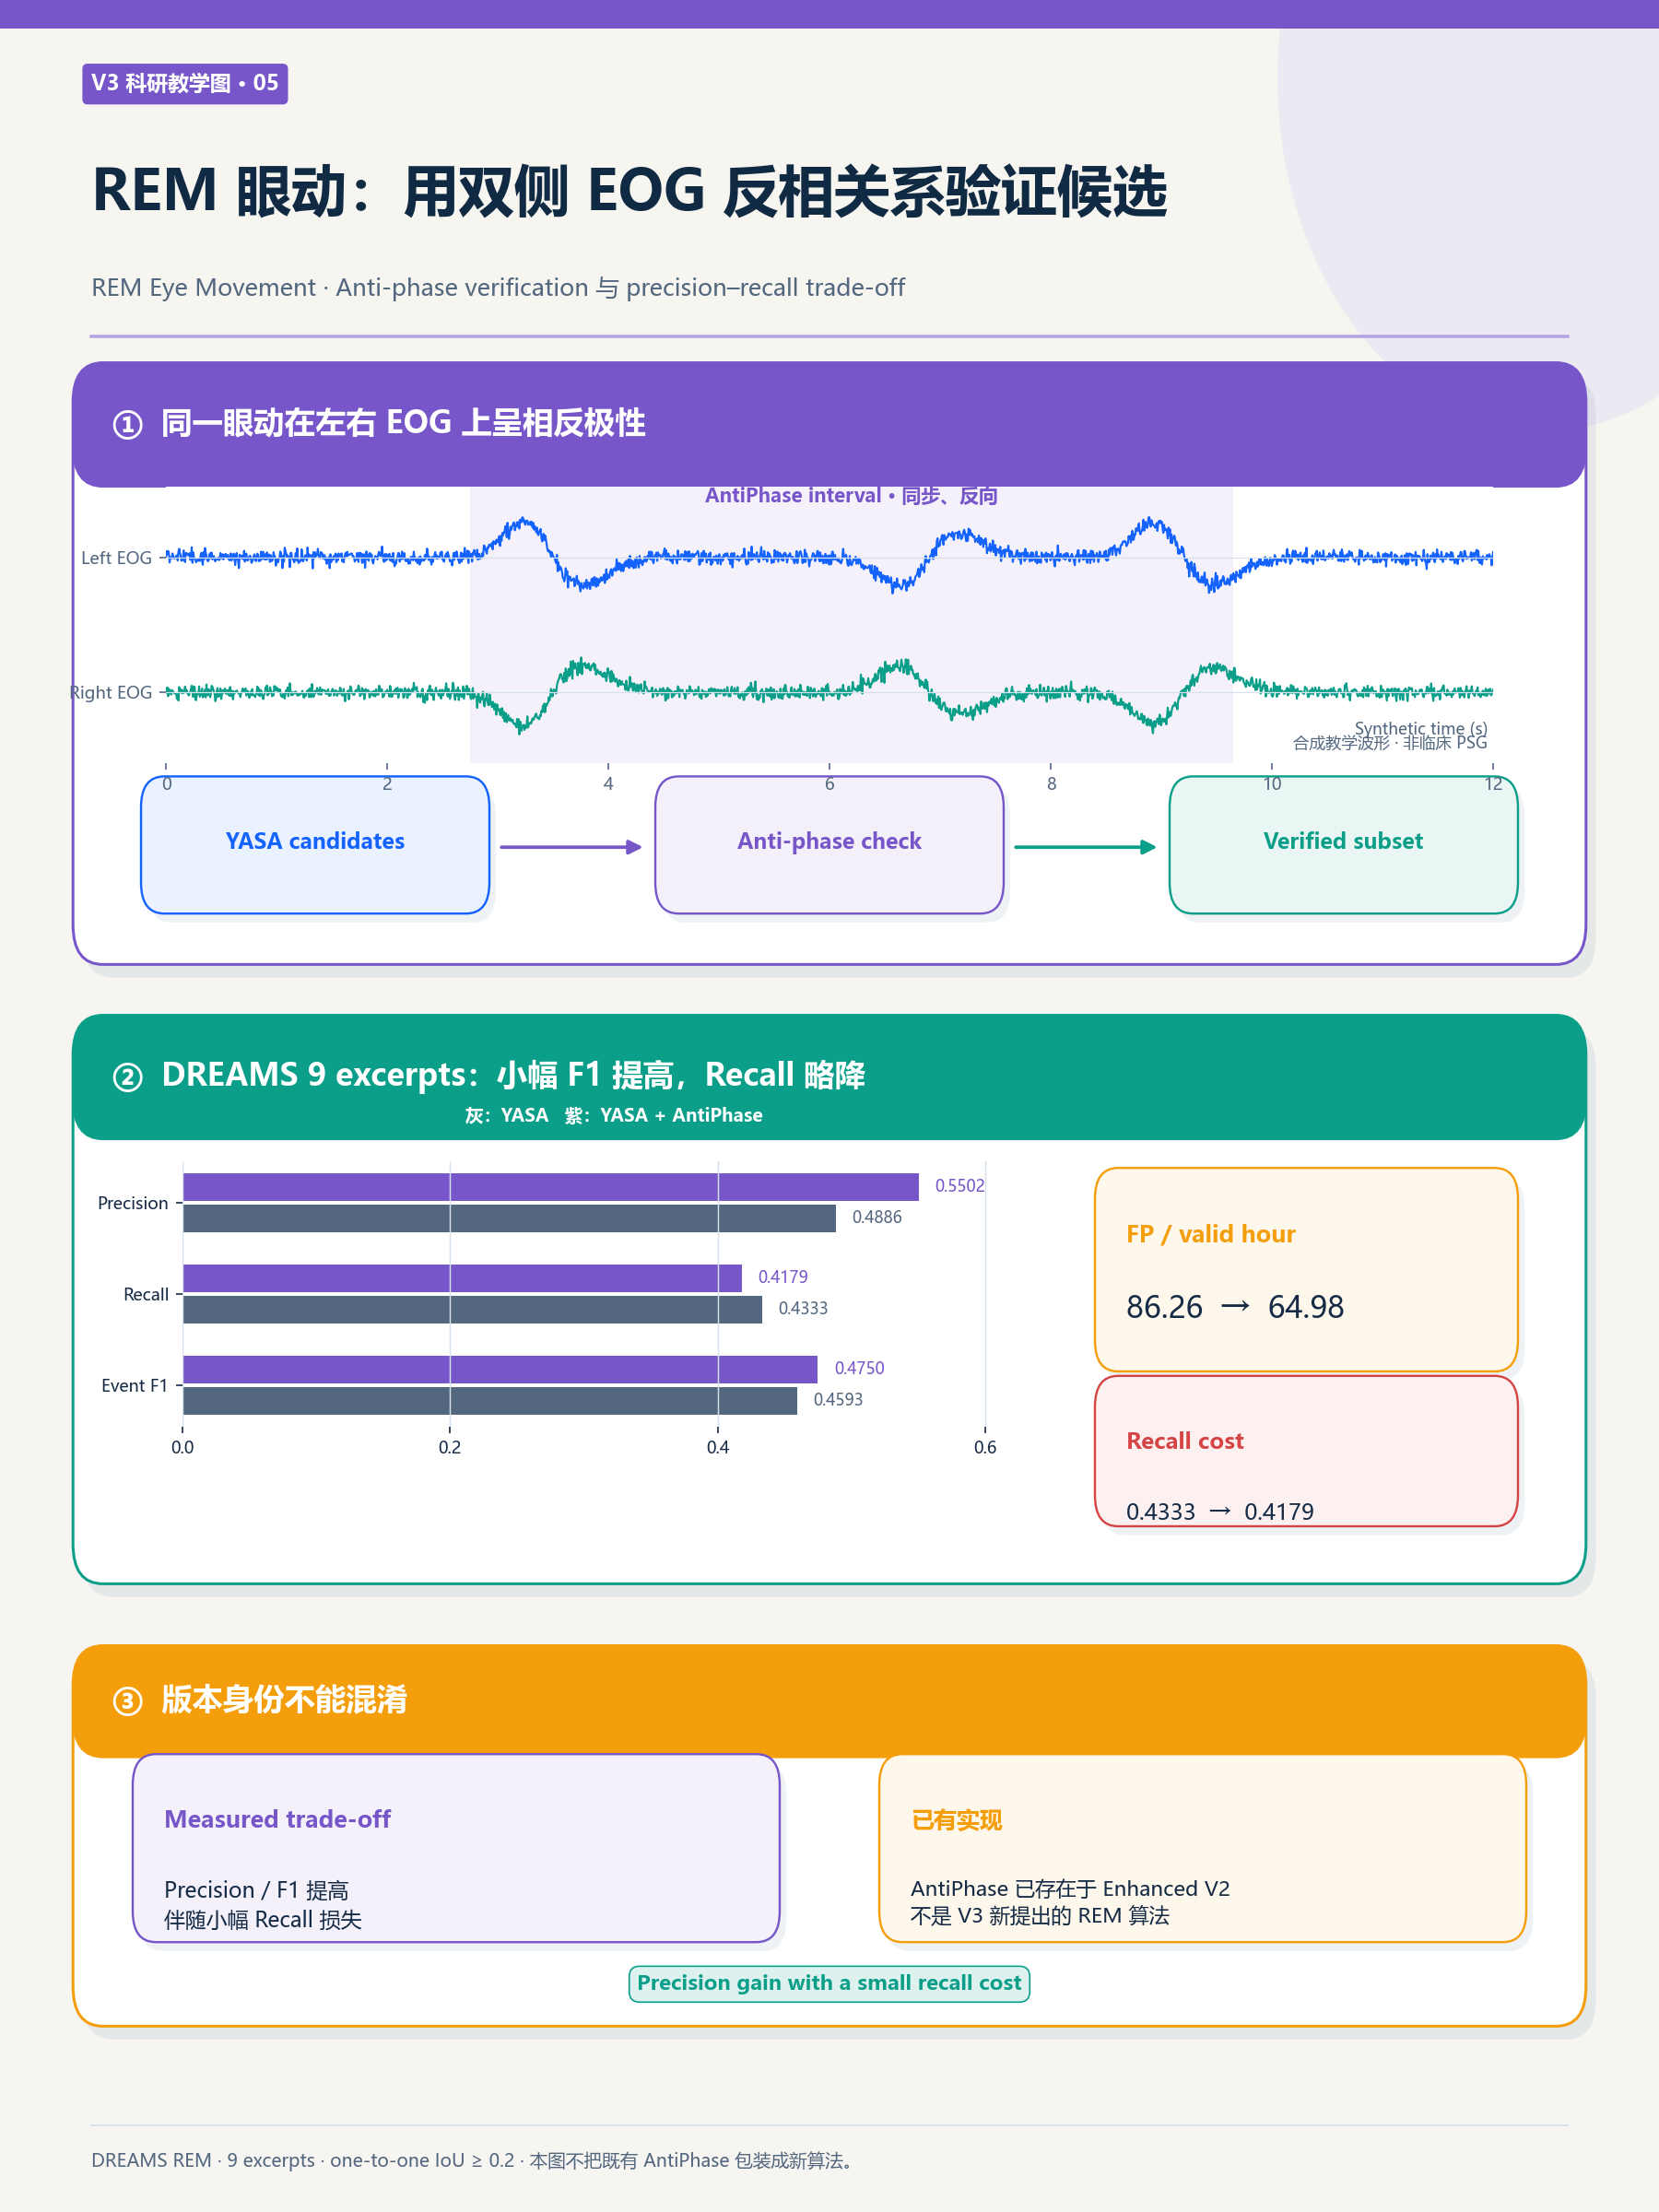 V3 科研教学图 • 05
REM 眼动：用双侧 EOG 反相关系验证候选
REM Eye Movement · Anti-phase verification 与 precision–recall trade-off
① 同一眼动在左右 EOG 上呈相反极性
AntiPhase interval • 同步、反向
Left EOG
Right EOG
Synthetic time (s)
合成教学波形 · 非临床 PSG
0 2 4 6 8 10 12
YASA candidates
Anti-phase check
Verified subset
② DREAMS 9 excerpts：小幅 F1 提高，Recall 略降
灰：YASA 紫：YASA + AntiPhase
Precision
0.5502
0.4886
Recall
0.4179
0.4333
Event F1
0.4750
0.4593
0.0 0.2 0.4 0.6
FP / valid hour
86.26 → 64.98
Recall cost
0.4333 → 0.4179
③ 版本身份不能混淆
Measured trade-off
Precision / F1 提高
伴随小幅 Recall 损失
已有实现
AntiPhase 已存在于 Enhanced V2
不是 V3 新提出的 REM 算法
Precision gain with a small recall cost
DREAMS REM · 9 excerpts · one-to-one IoU ≥ 0.2 · 本图不把既有 AntiPhase 包装成新算法。